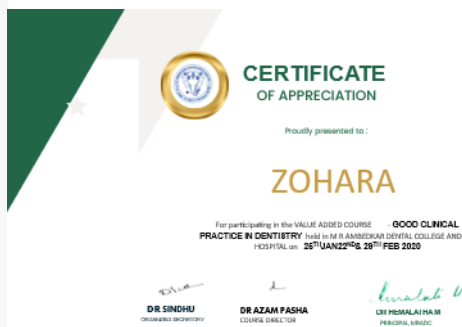 CERTIFICATE
OF APPRECIATION
Proudly presented to :
ZOHARA
For participating in the VALUE ADDED COURSE - GOOD CLINICAL
PRACTICE IN DENTISTRY held in M R AMBEDKAR DENTAL COLLEGE AND
HOSPITAL on 25TH JAN 22ND & 29TH FEB 2020
DR SINDHU
ORGANISING SECRETARY
DR AZAM PASHA
COURSE DIRECTOR
DR HEMALATHA M
PRINCIPAL, MRADC